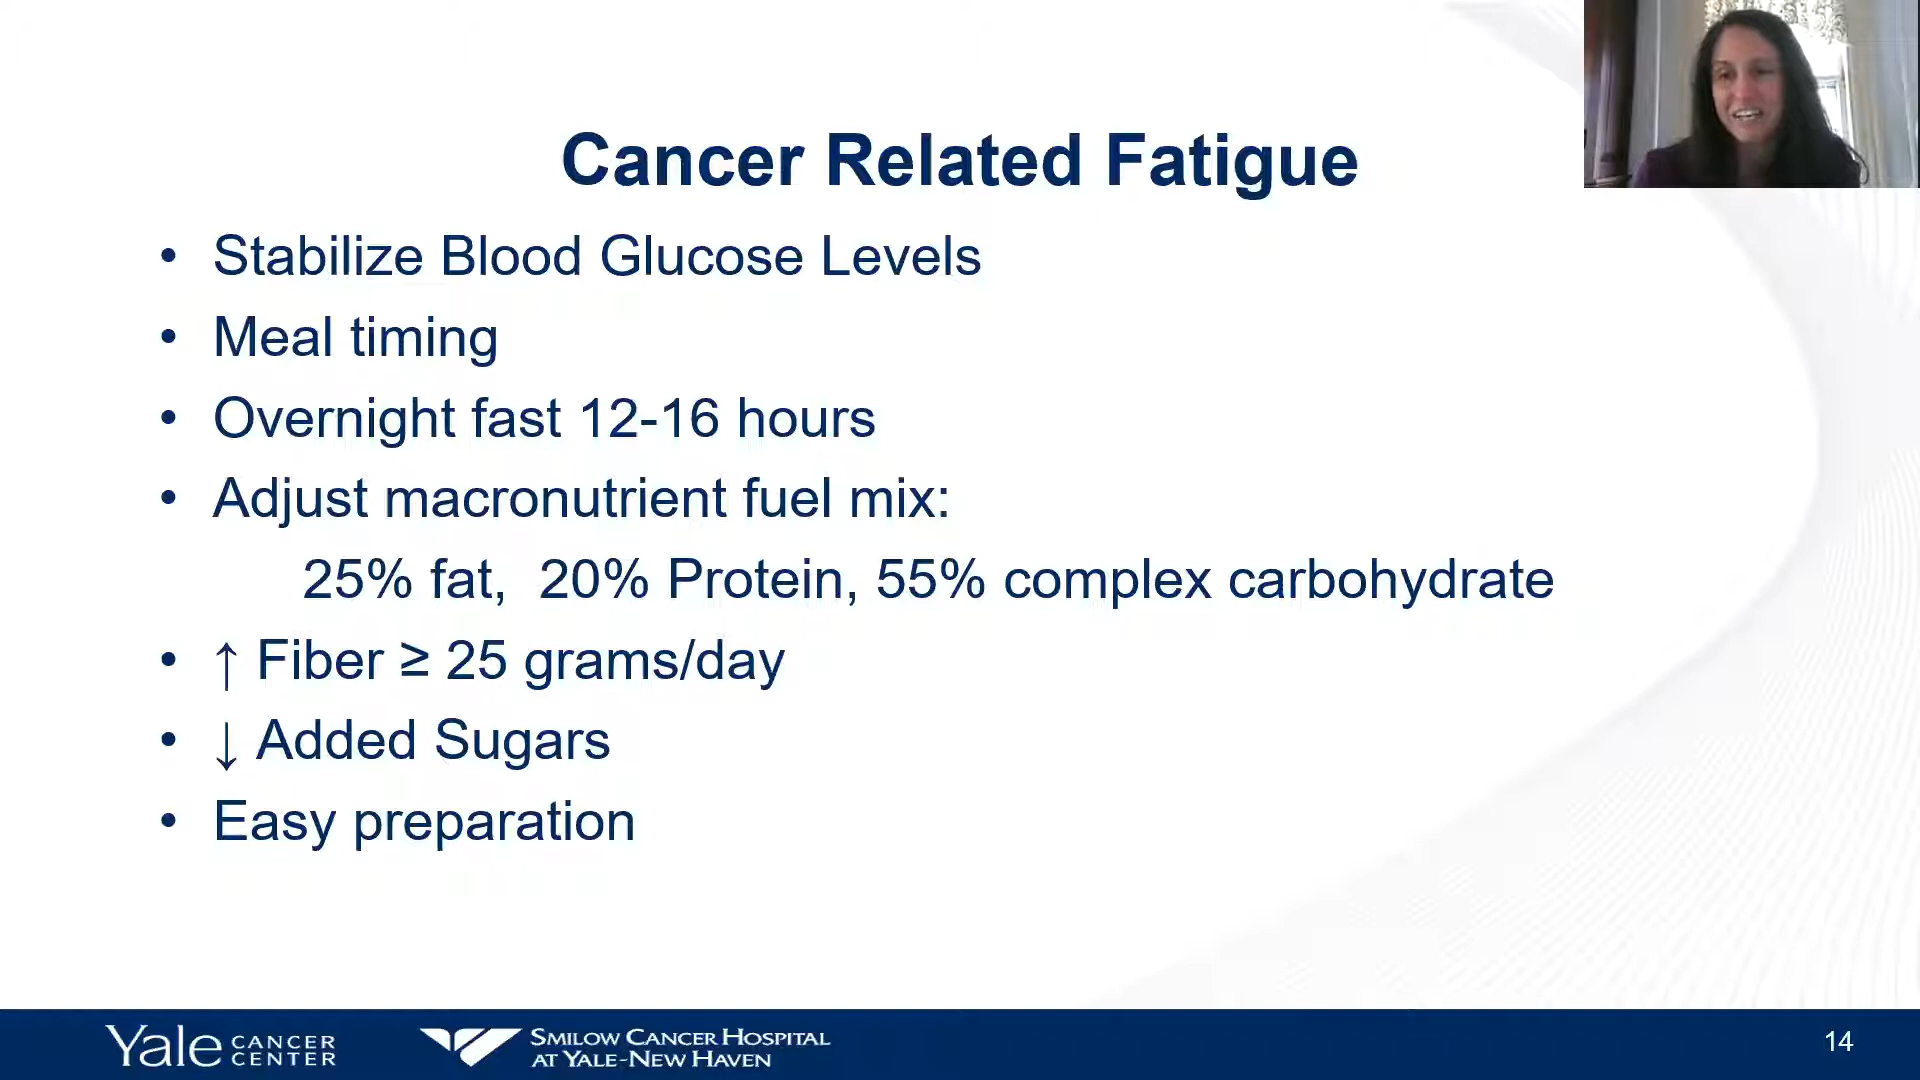 Cancer Related Fatigue
• Stabilize Blood Glucose Levels
• Meal timing
• Overnight fast 12-16 hours
• Adjust macronutrient fuel mix:
25% fat,  20% Protein, 55% complex carbohydrate
• ↑ Fiber ≥ 25 grams/day
• ↓ Added Sugars
• Easy preparation
Yale CANCER CENTER
SMILOW CANCER HOSPITAL
AT YALE-NEW HAVEN
14